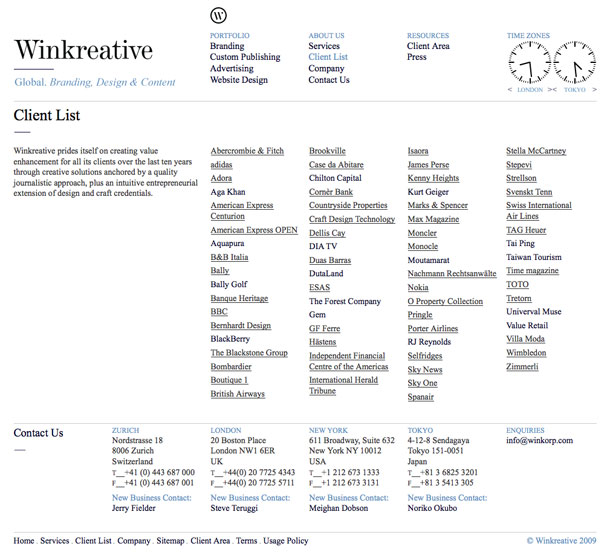 W
Winkreative
Global. Branding, Design & Content
PORTFOLIO
Branding
Custom Publishing
Advertising
Website Design
ABOUT US
Services
Client List
Company
Contact Us
RESOURCES
Client Area
Press
TIME ZONES
< LONDON >
< TOKYO >
Client List
Winkreative prides itself on creating value
enhancement for all its clients over the last ten years
through creative solutions anchored by a quality
journalistic approach, plus an intuitive entrepreneurial
extension of design and craft credentials.
Abercrombie & Fitch
adidas
Adora
Aga Khan
American Express
Centurion
American Express OPEN
Aquapura
B&B Italia
Bally
Bally Golf
Banque Heritage
BBC
Bernhardt Design
BlackBerry
The Blackstone Group
Bombardier
Boutique 1
British Airways
Brookville
Case da Abitare
Chilton Capital
Cornèr Bank
Countryside Properties
Craft Design Technology
Dellis Cay
DIA TV
Duas Barras
DutaLand
ESAS
The Forest Company
Gem
GF Ferre
Hästens
Independent Financial
Centre of the Americas
International Herald
Tribune
Isaora
James Perse
Kenny Heights
Kurt Geiger
Marks & Spencer
Max Magazine
Moncler
Monocle
Moutamarat
Nachmann Rechtsanwälte
Nokia
O Property Collection
Pringle
Porter Airlines
RJ Reynolds
Selfridges
Sky News
Sky One
Spanair
Stella McCartney
Stepevi
Strellson
Svenskt Tenn
Swiss International
Air Lines
TAG Heuer
Tai Ping
Taiwan Tourism
Time magazine
TOTO
Tretorn
Univerval Muse
Value Retail
Villa Moda
Wimbledon
Zimmerli
Contact Us
ZURICH
Nordstrasse 18
8006 Zurich
Switzerland
T__+41 (0) 443 687 000
F__+41 (0) 443 687 001
New Business Contact:
Jerry Fielder
LONDON
20 Boston Place
London NW1 6ER
UK
T__+44(0) 20 7725 4343
F__+44(0) 20 7725 5711
New Business Contact:
Steve Teruggi
NEW YORK
611 Broadway, Suite 632
New York NY 10012
USA
T__+1 212 673 1333
F__+1 212 673 3131
New Business Contact:
Meighan Dobson
TOKYO
4-12-8 Sendagaya
Tokyo 151-0051
Japan
T__+81 3 6825 3201
F__+81 3 5413 305
New Business Contact:
Noriko Okubo
ENQUIRIES
info@winkorp.com
Home . Services . Client List . Company . Sitemap . Client Area . Terms . Usage Policy
© Winkreative 2009